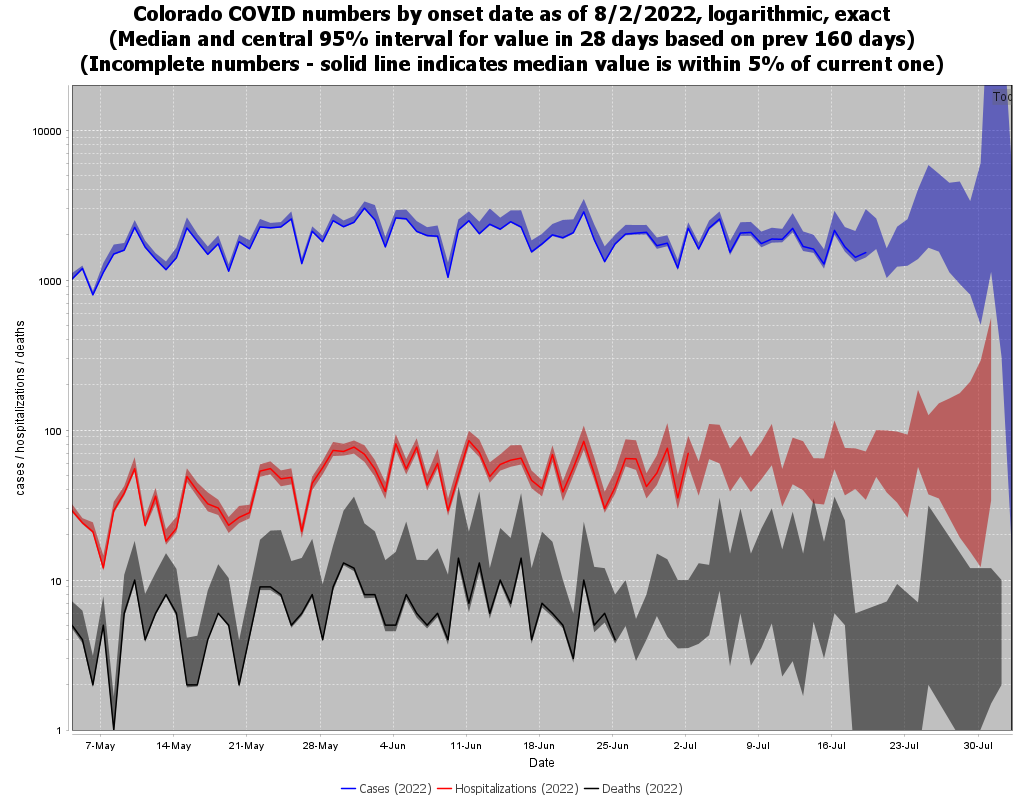 Colorado COVID numbers by onset date as of 8/2/2022, logarithmic, exact
(Median and central 95% interval for value in 28 days based on prev 160 days)
(Incomplete numbers - solid line indicates median value is within 5% of current one)
10000
1000
100
10
1
cases / hospitalizations / deaths
7-May 14-May 21-May 28-May 4-Jun 11-Jun 18-Jun 25-Jun 2-Jul 9-Jul 16-Jul 23-Jul 30-Jul
Date
Cases (2022) Hospitalizations (2022) Deaths (2022)